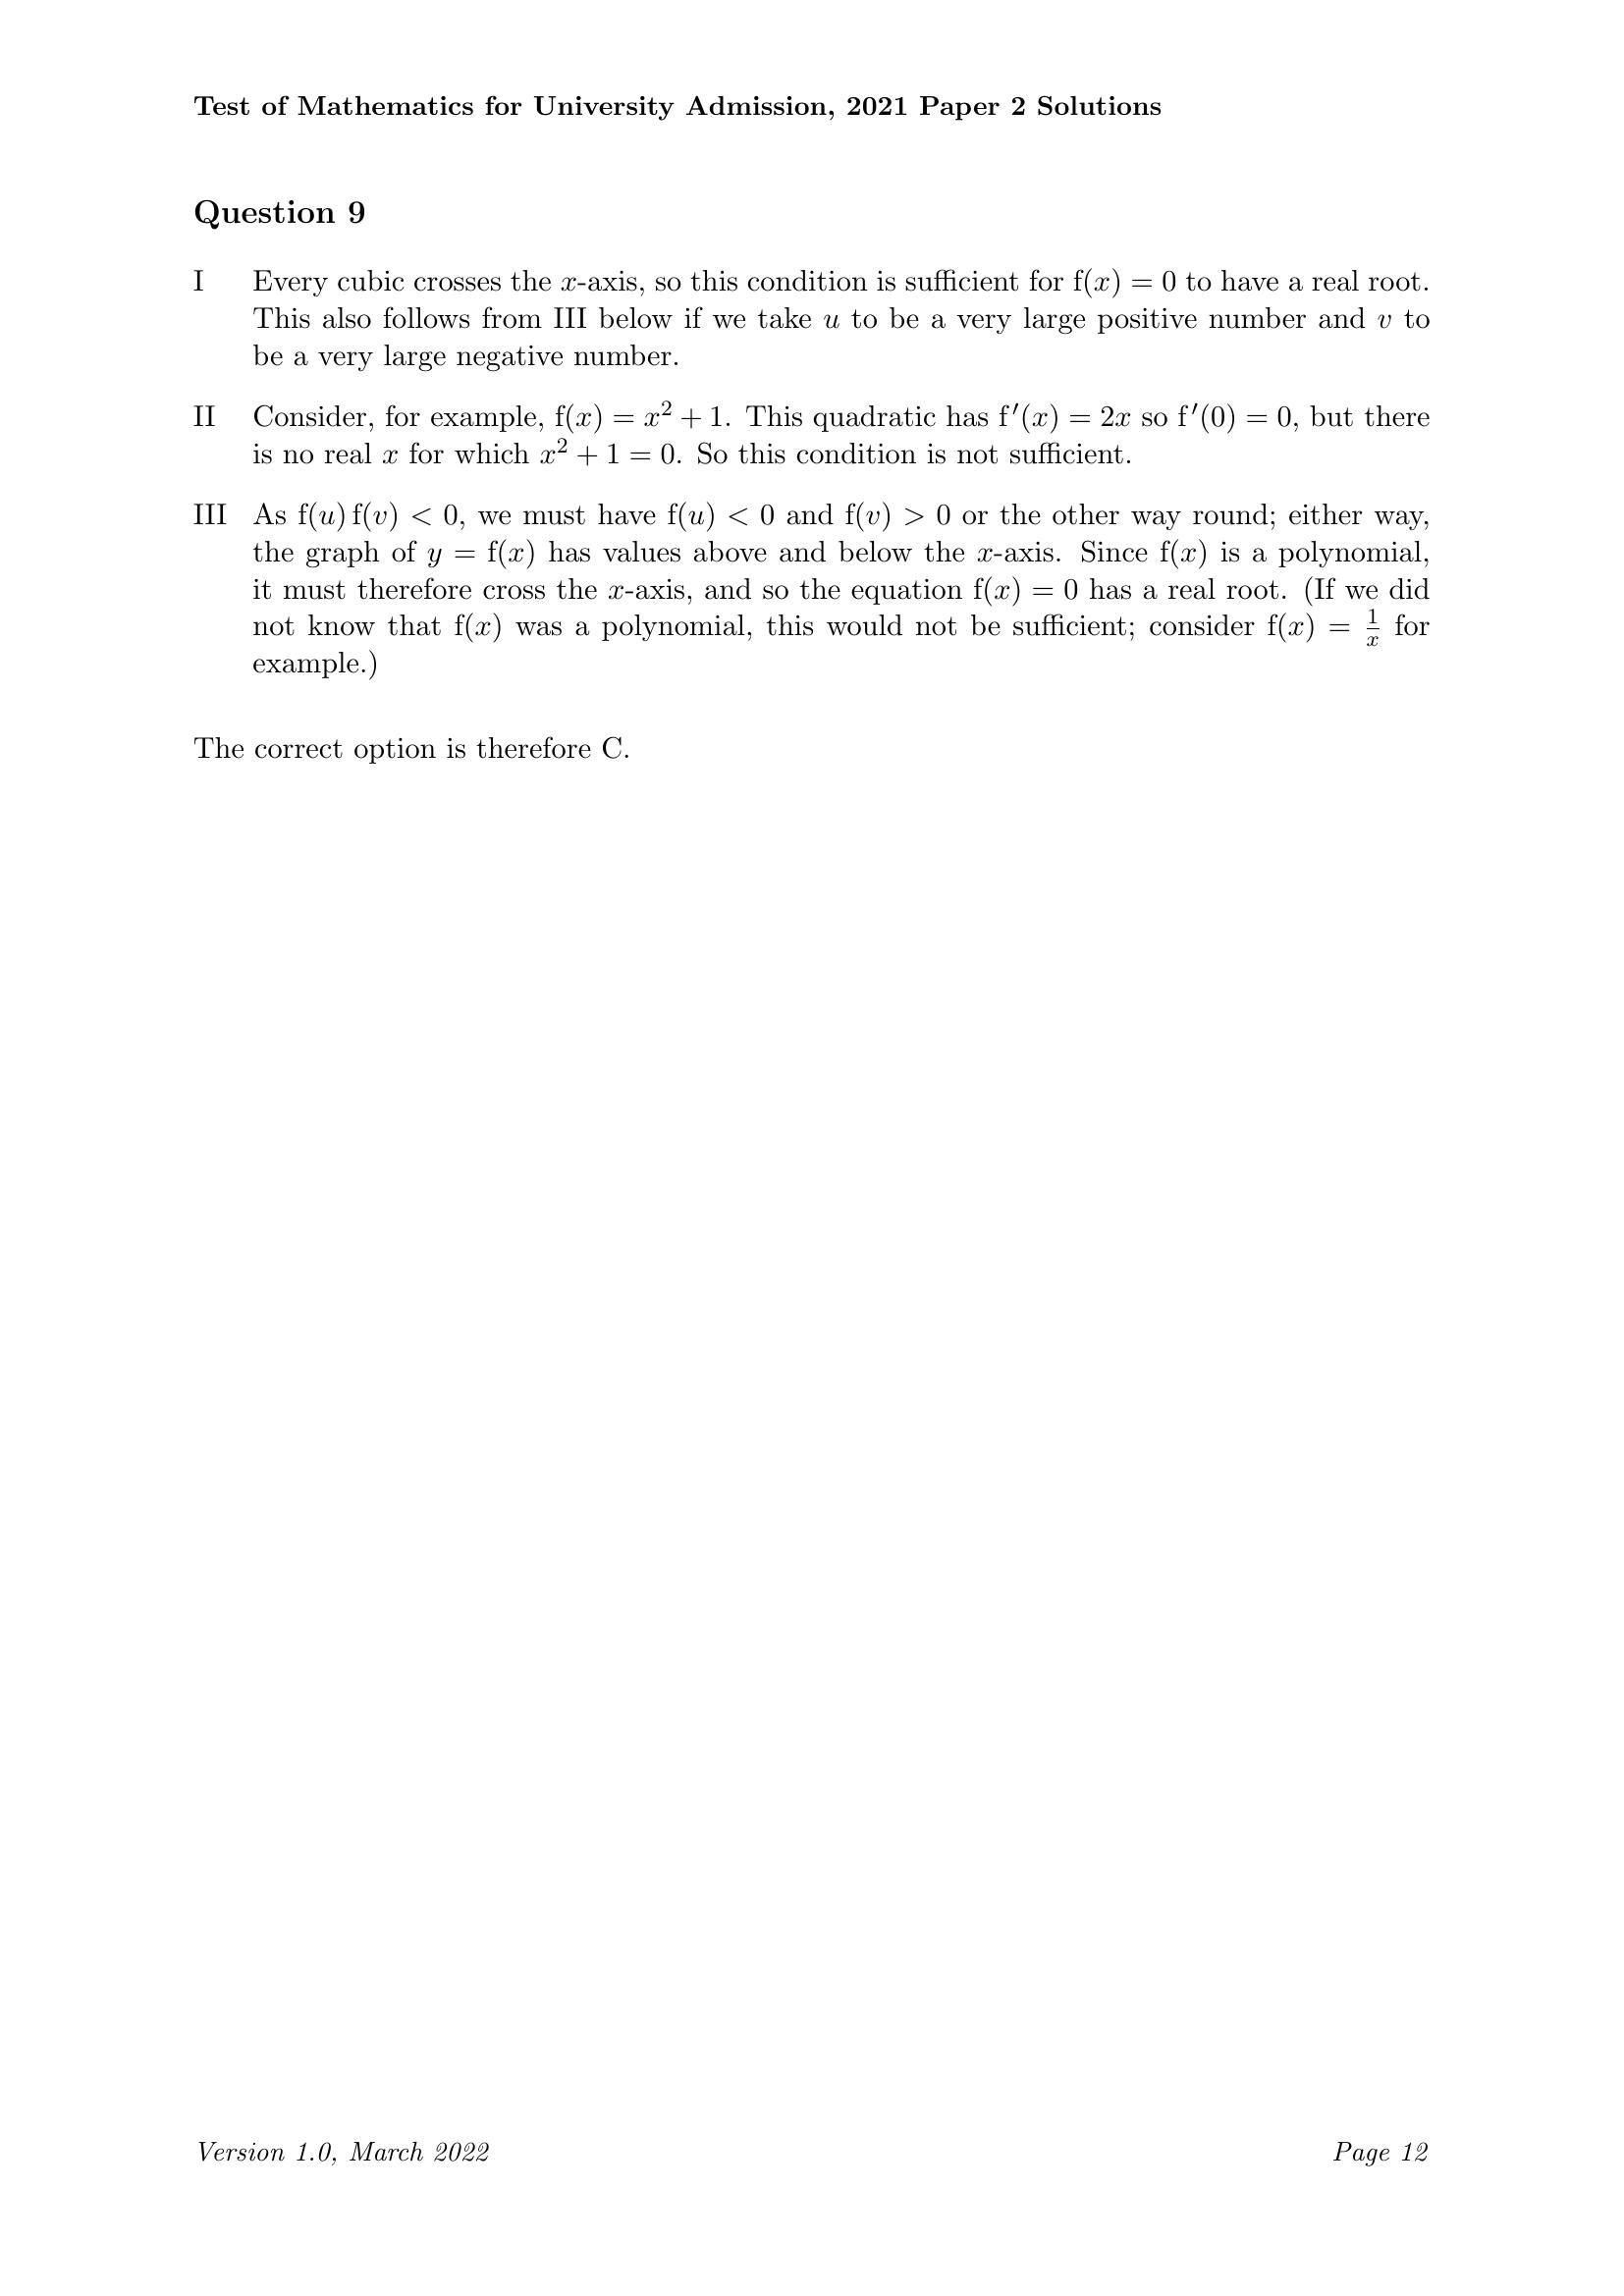 Test of Mathematics for University Admission, 2021 Paper 2 Solutions
Question 9
I Every cubic crosses the x-axis, so this condition is sufficient for f(x) = 0 to have a real root.
This also follows from III below if we take u to be a very large positive number and v to
be a very large negative number.
II Consider, for example, f(x) = x² + 1. This quadratic has f′(x) = 2x so f′(0) = 0, but there
is no real x for which x² + 1 = 0. So this condition is not sufficient.
III As f(u) f(v) < 0, we must have f(u) < 0 and f(v) > 0 or the other way round; either way,
the graph of y = f(x) has values above and below the x-axis. Since f(x) is a polynomial,
it must therefore cross the x-axis, and so the equation f(x) = 0 has a real root. (If we did
not know that f(x) was a polynomial, this would not be sufficient; consider f(x) = 1/x for
example.)
The correct option is therefore C.
Version 1.0, March 2022 Page 12